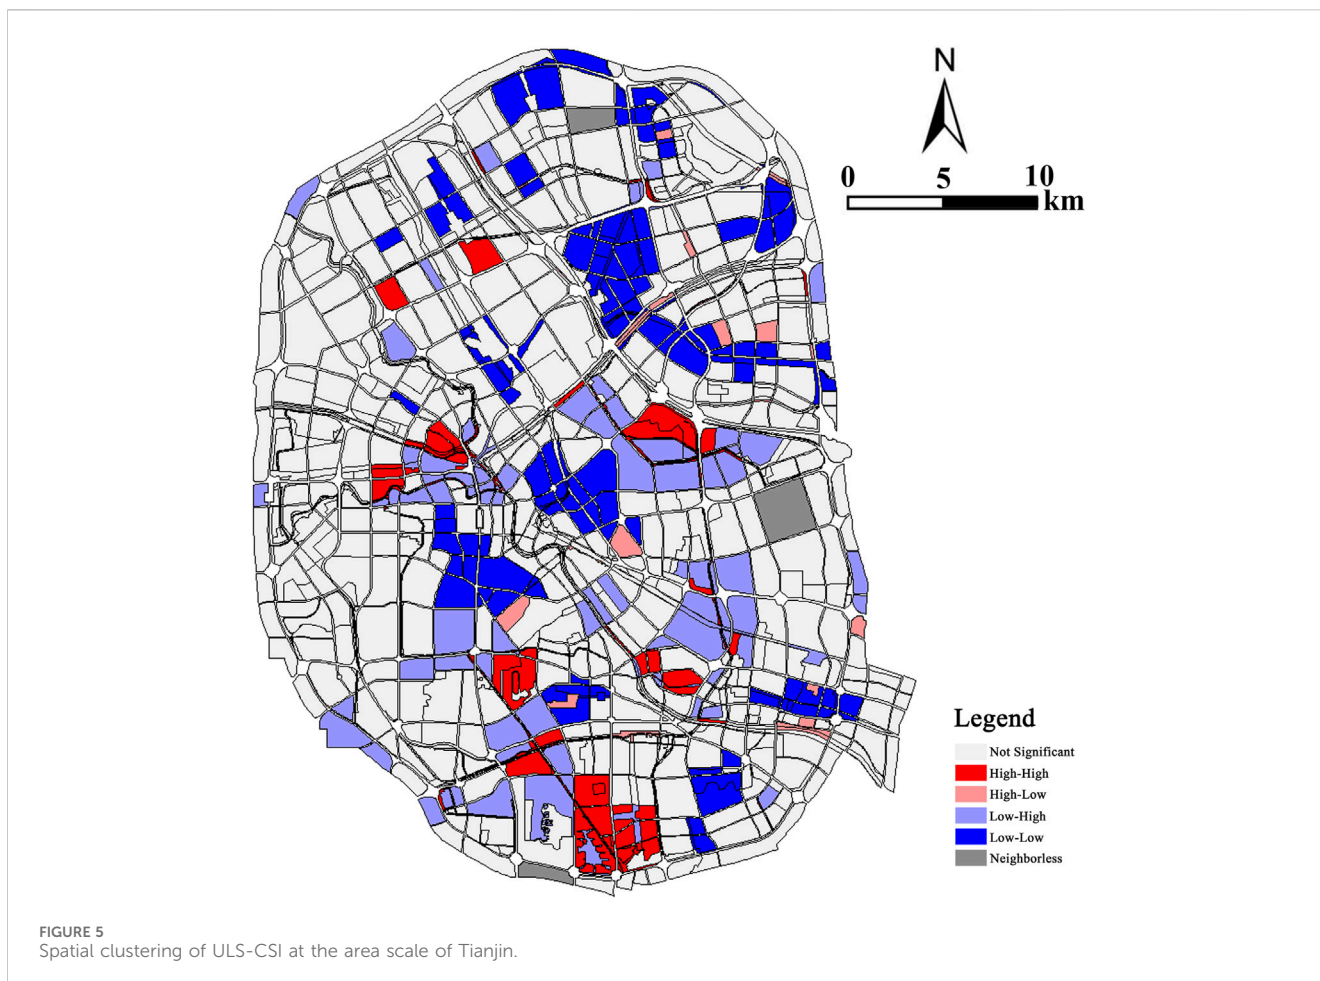 N
0 5 10
km
Legend
Not Significant
High-High
High-Low
Low-High
Low-Low
Neighborless
FIGURE 5
Spatial clustering of ULS-CSI at the area scale of Tianjin.